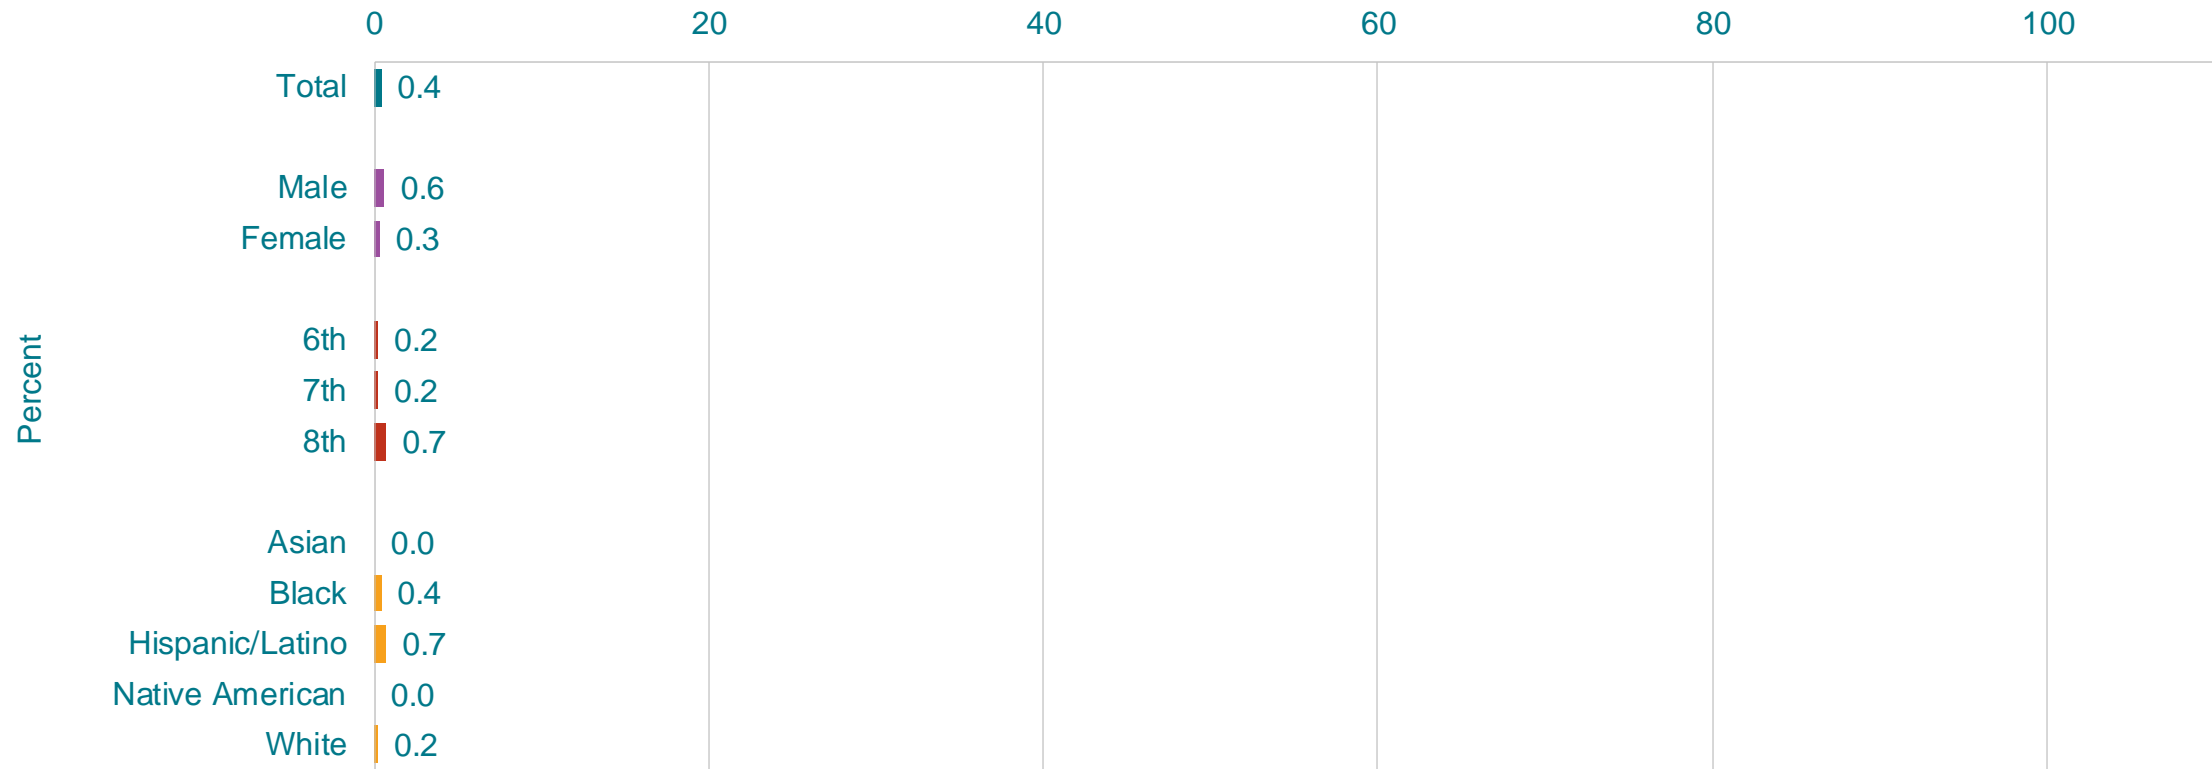 0 20 40 60 80 100
Total 0.4
Male 0.6
Female 0.3
6th 0.2
7th 0.2
8th 0.7
Asian 0.0
Black 0.4
Hispanic/Latino 0.7
Native American 0.0
White 0.2
Percent